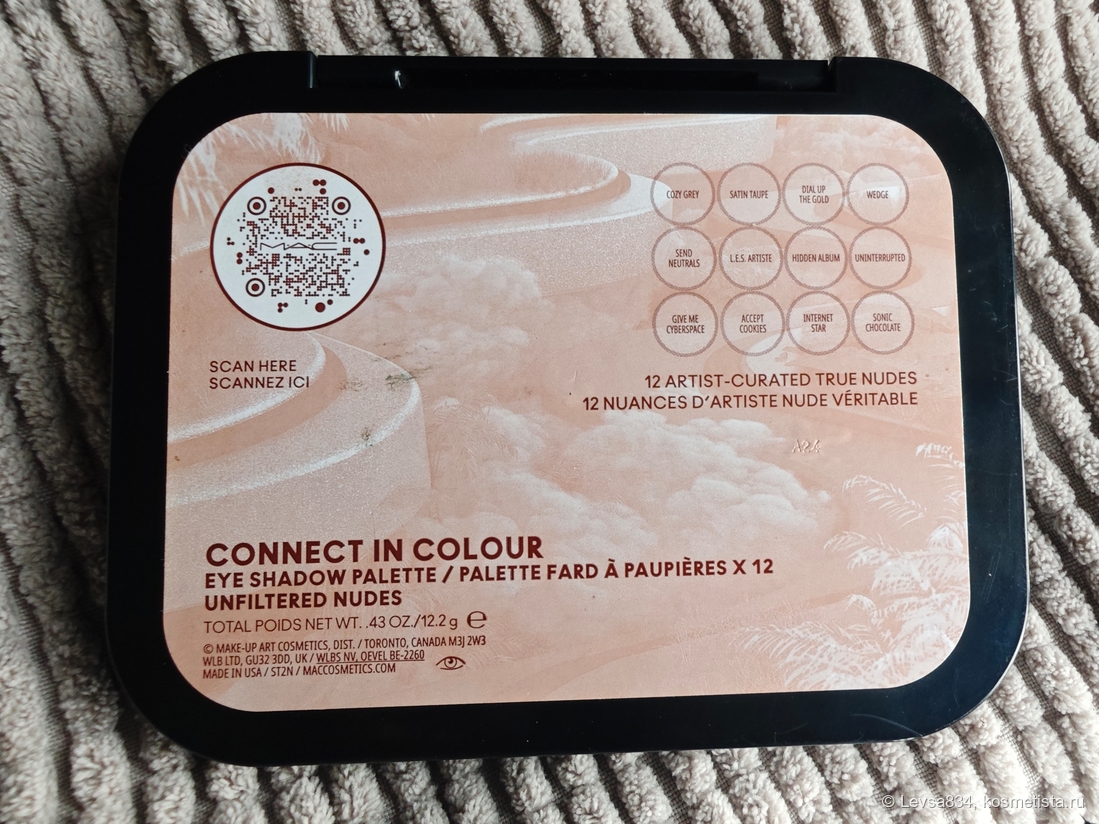 MAC
SCAN HERE
SCANNEZ ICI
COZY GREY
SATIN TAUPE
DIAL UP
THE GOLD
WEDGE
SEND
NEUTRALS
L.E.S. ARTISTE
HIDDEN ALBUM
UNINTERRUPTED
GIVE ME
CYBERSPACE
ACCEPT
COOKIES
INTERNET
STAR
SONIC
CHOCOLATE
12 ARTIST-CURATED TRUE NUDES
12 NUANCES D'ARTISTE NUDE VÉRITABLE
CONNECT IN COLOUR
EYE SHADOW PALETTE / PALETTE FARD À PAUPIÈRES X 12
UNFILTERED NUDES
TOTAL POIDS NET WT. .43 OZ./12.2 g ℮
© MAKE-UP ART COSMETICS, DIST. / TORONTO, CANADA M3J 2W3
WLB LTD, GU32 3DD, UK / WLBS NV, OEVEL BE-2260
MADE IN USA / ST2N / MACCOSMETICS.COM
© Levsa834, kosmetista.ru